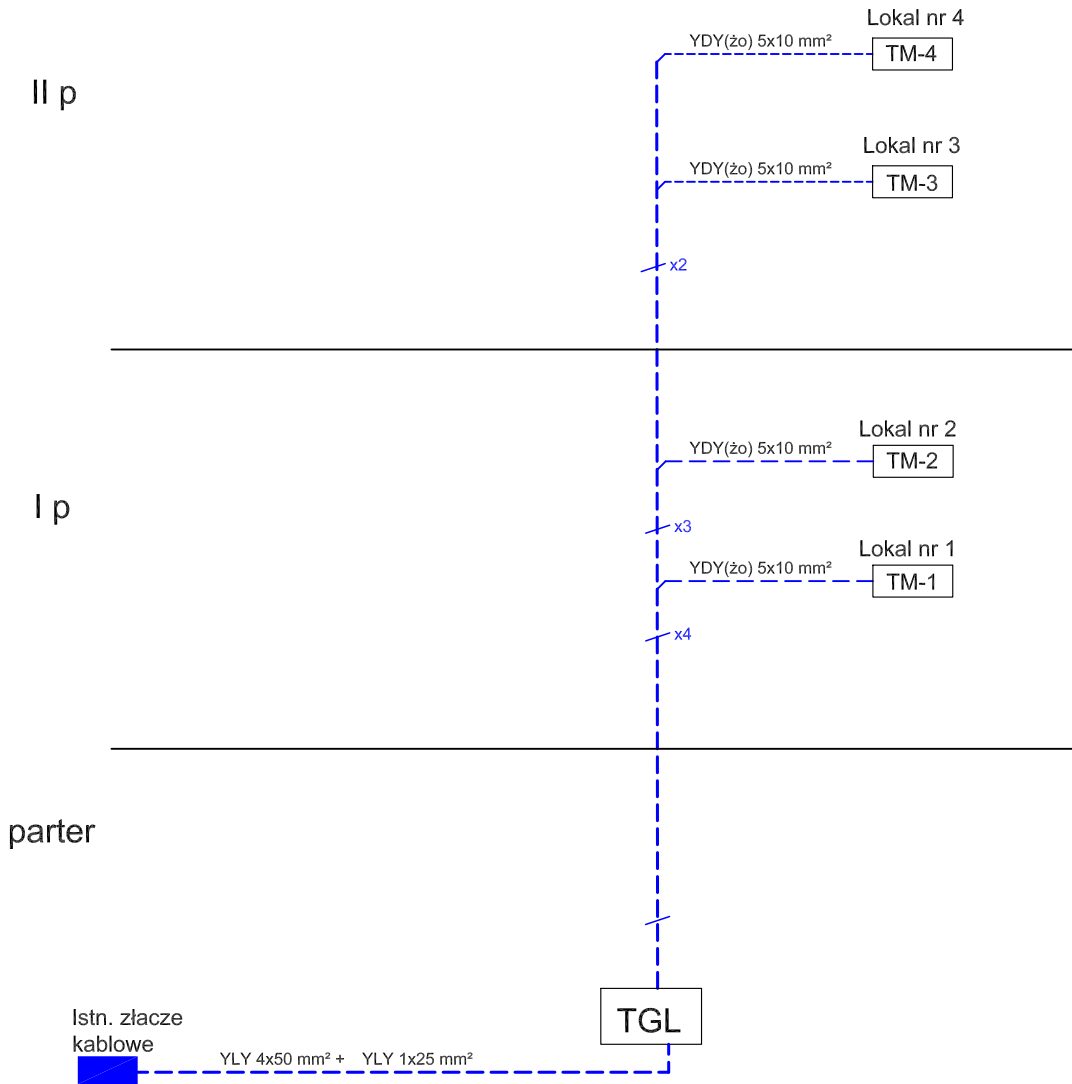 Lokal nr 4
YDY(żo) 5x10 mm²
TM-4
II p
Lokal nr 3
YDY(żo) 5x10 mm²
TM-3
x2
Lokal nr 2
YDY(żo) 5x10 mm²
TM-2
I p
x3
Lokal nr 1
YDY(żo) 5x10 mm²
TM-1
x4
parter
TGL
Istn. złacze
kablowe
YLY 4x50 mm² + YLY 1x25 mm²